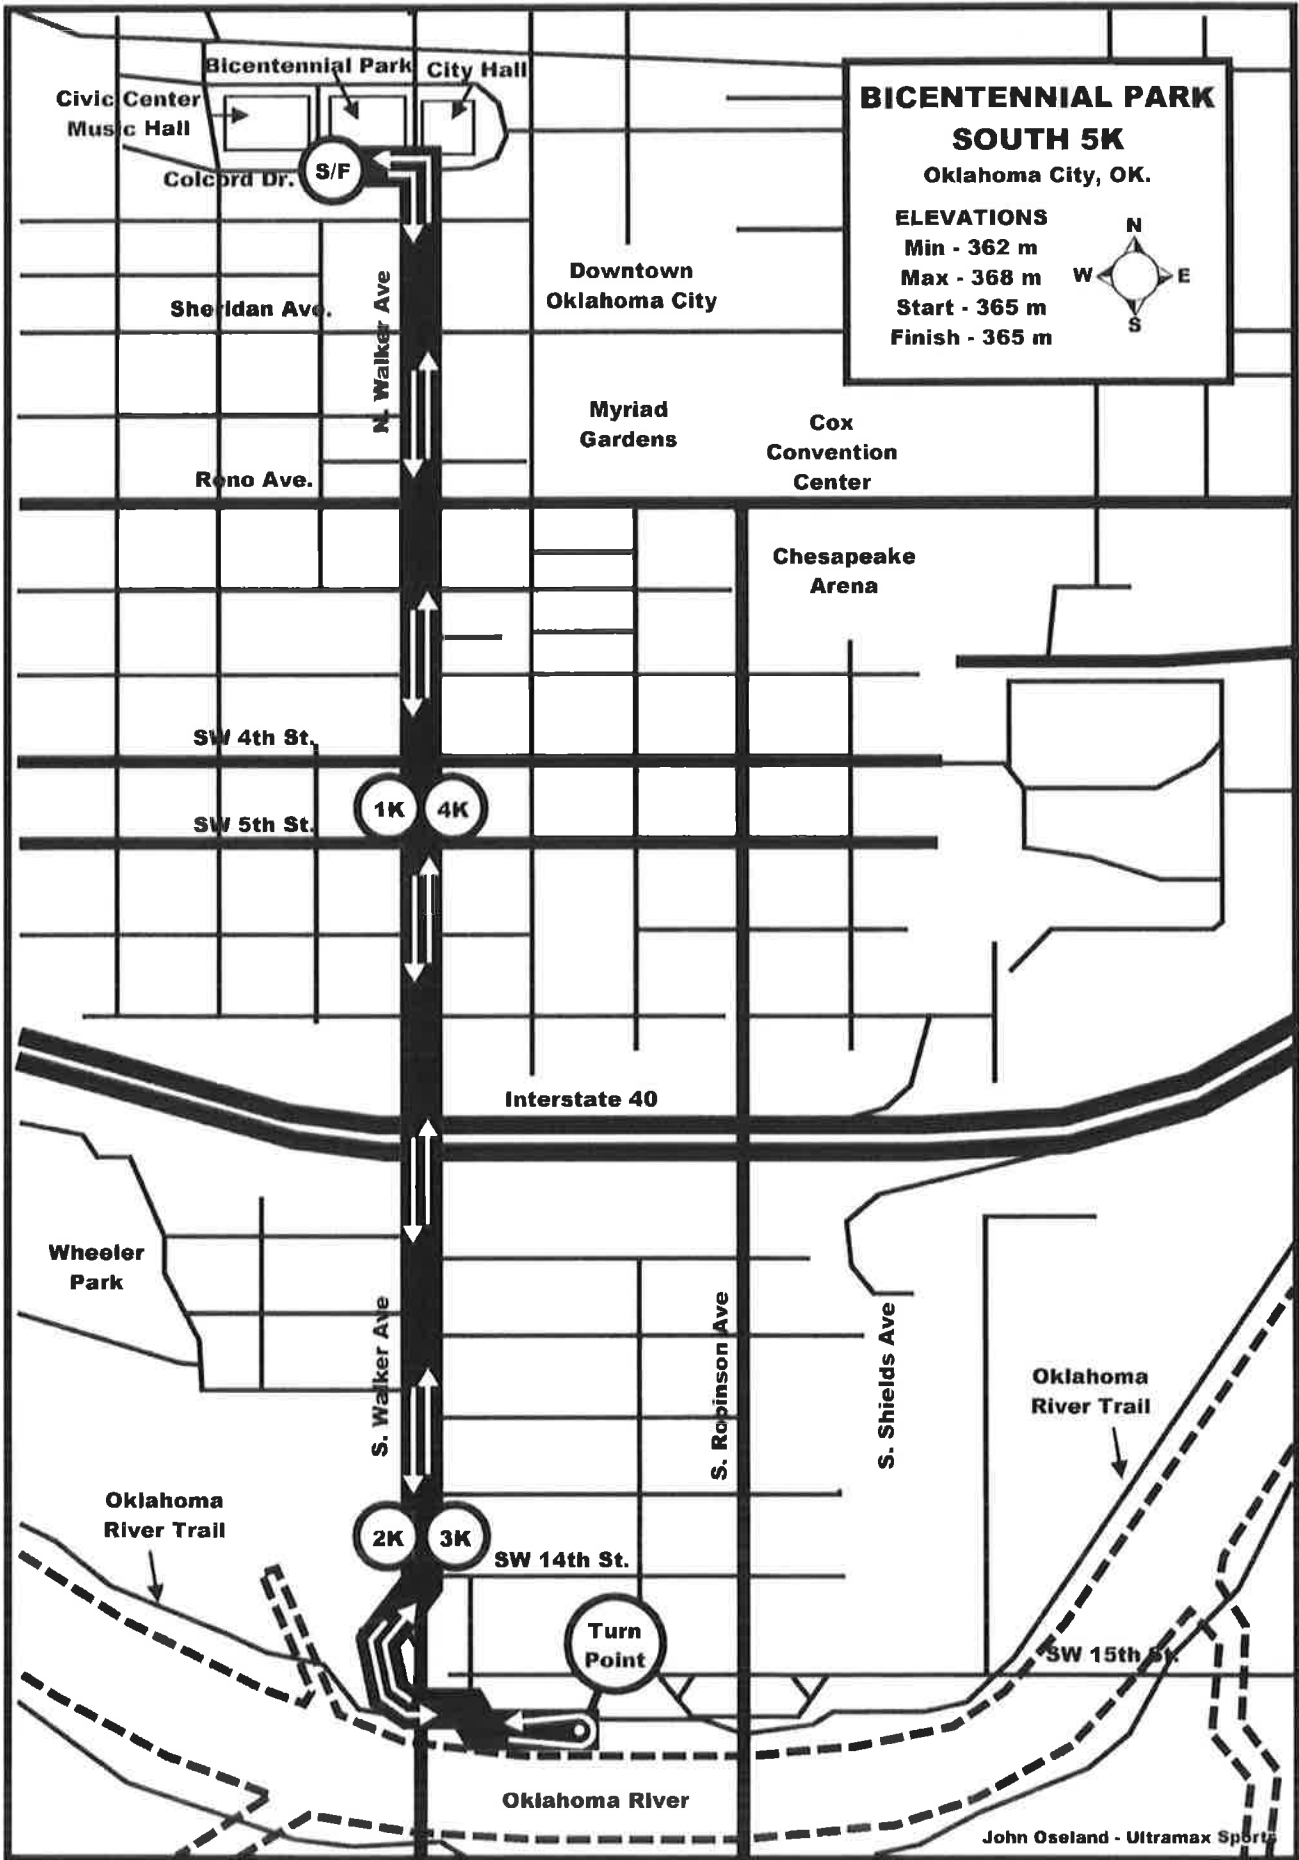 Bicentennial Park
City Hall
Civic Center
Music Hall
S/F
Colcord Dr.
BICENTENNIAL PARK
SOUTH 5K
Oklahoma City, OK.
ELEVATIONS
Min - 362 m
Max - 368 m
Start - 365 m
Finish - 365 m
N
W
E
S
Downtown
Oklahoma City
Sheridan Ave.
N. Walker Ave
Myriad
Gardens
Cox
Convention
Center
Reno Ave.
Chesapeake
Arena
SW 4th St.
1K
4K
SW 5th St.
Interstate 40
Wheeler
Park
S. Walker Ave
S. Robinson Ave
S. Shields Ave
Oklahoma
River Trail
Oklahoma
River Trail
2K
3K
SW 14th St.
Turn
Point
SW 15th St.
Oklahoma River
John Oseland - Ultramax Sports